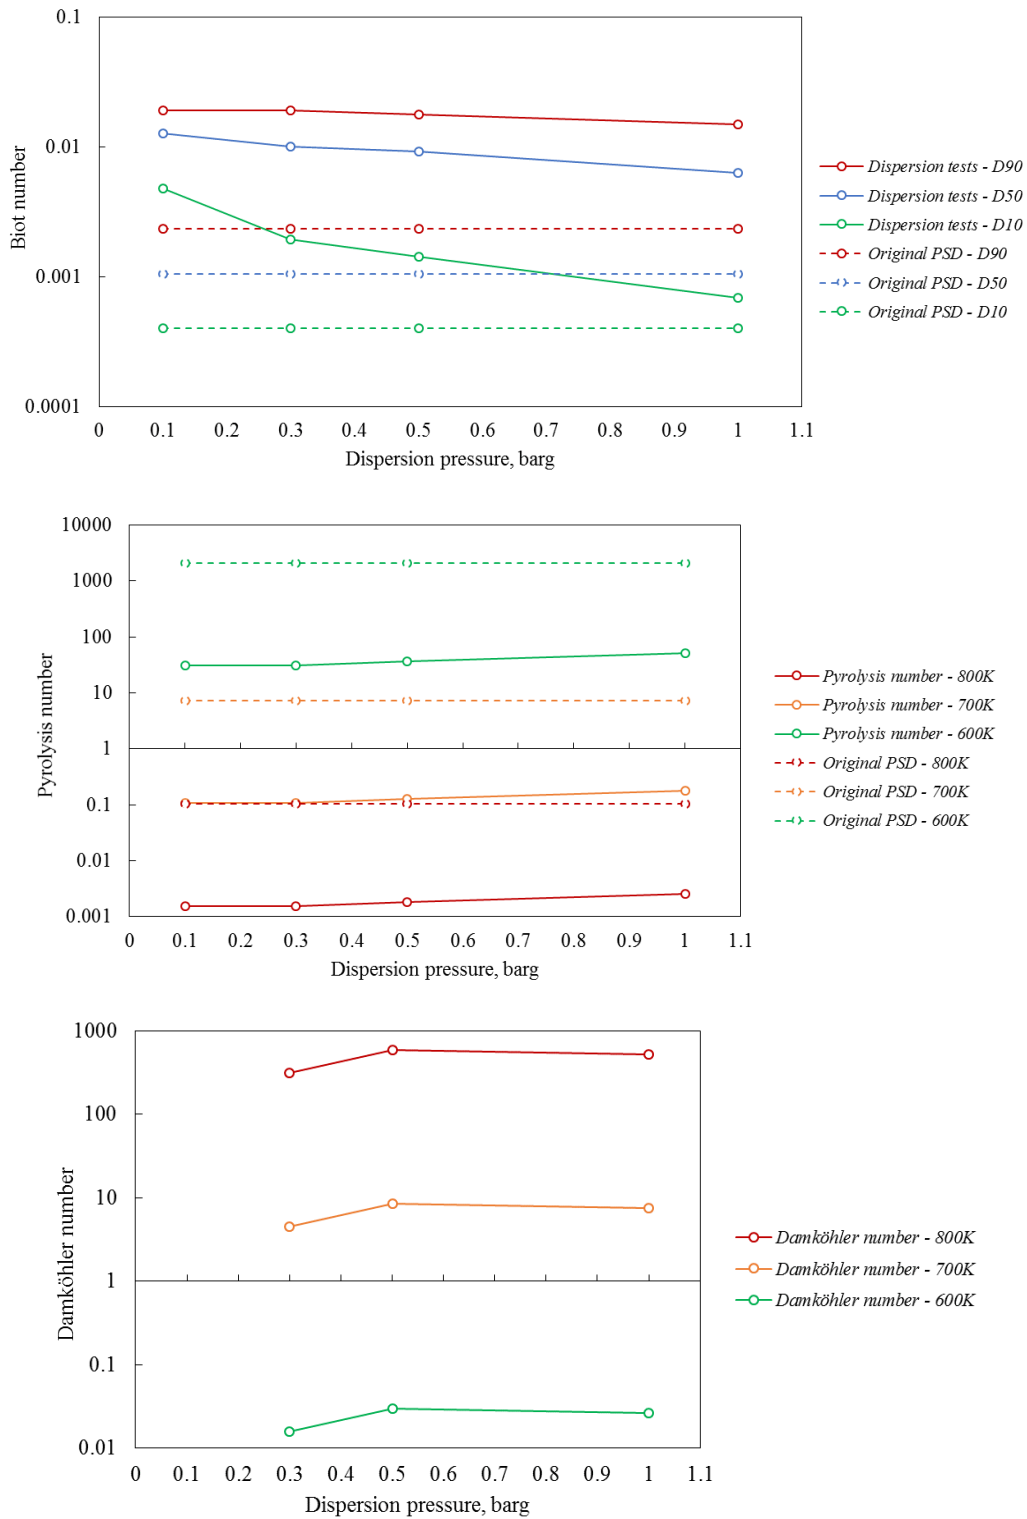 0.1
0.01
0.001
0.0001
Biot number
0 0.1 0.2 0.3 0.4 0.5 0.6 0.7 0.8 0.9 1 1.1
Dispersion pressure, barg
Dispersion tests - D90
Dispersion tests - D50
Dispersion tests - D10
Original PSD - D90
Original PSD - D50
Original PSD - D10
10000
1000
100
10
1
0.1
0.01
0.001
Pyrolysis number
0 0.1 0.2 0.3 0.4 0.5 0.6 0.7 0.8 0.9 1 1.1
Dispersion pressure, barg
Pyrolysis number - 800K
Pyrolysis number - 700K
Pyrolysis number - 600K
Original PSD - 800K
Original PSD - 700K
Original PSD - 600K
1000
100
10
1
0.1
0.01
Damköhler number
0 0.1 0.2 0.3 0.4 0.5 0.6 0.7 0.8 0.9 1 1.1
Dispersion pressure, barg
Damköhler number - 800K
Damköhler number - 700K
Damköhler number - 600K